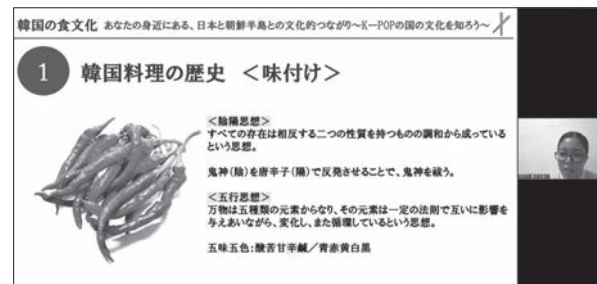 韓国の食文化 あなたの身近にある、日本と朝鮮半島との文化的つながり～K-POPの国の文化を知ろう～
1 韓国料理の歴史 ＜味付け＞
＜陰陽思想＞
すべての存在は相反する二つの性質を持つものの調和から成っている
という思想。
鬼神(陰)を唐辛子(陽)で反発させることで、鬼神を祓う。
＜五行思想＞
万物は五種類の元素からなり、その元素は一定の法則で互いに影響を
与えあいながら、変化し、また循環しているという思想。
五味五色：酸苦甘辛鹹／青赤黄白黒